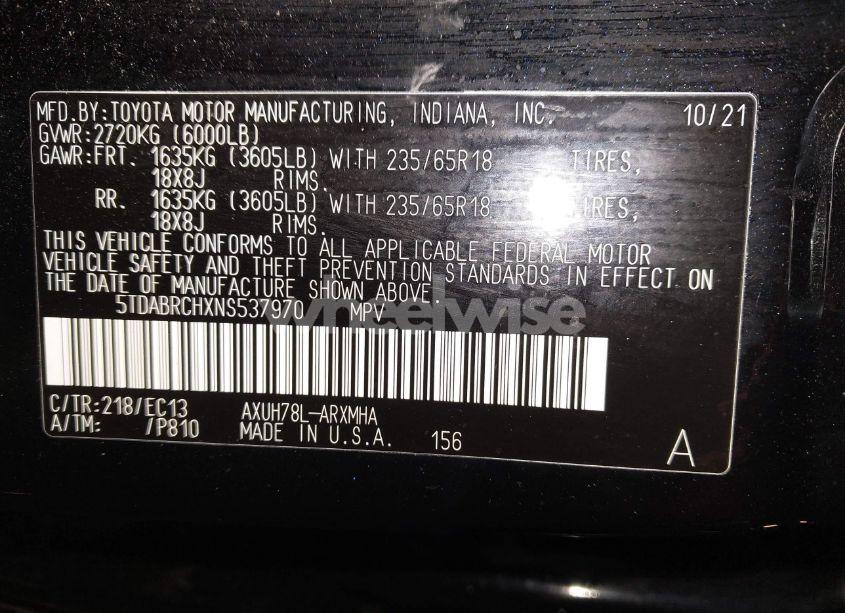 MFD.BY:TOYOTA MOTOR MANUFACTURING, INDIANA, INC. 10/21
GVWR:2720KG (6000LB)
GAWR:FRT. 1635KG (3605LB) WITH 235/65R18 TIRES,
18X8J RIMS.
RR. 1635KG (3605LB) WITH 235/65R18 TIRES,
18X8J RIMS.
THIS VEHICLE CONFORMS TO ALL APPLICABLE FEDERAL MOTOR
VEHICLE SAFETY AND THEFT PREVENTION STANDARDS IN EFFECT ON
THE DATE OF MANUFACTURE SHOWN ABOVE.
5TDABRCHXNS537970 MPV
wheelwise
C/TR:218/EC13 AXUH78L-ARXMHA
A/TM: /P810 MADE IN U.S.A. 156 A